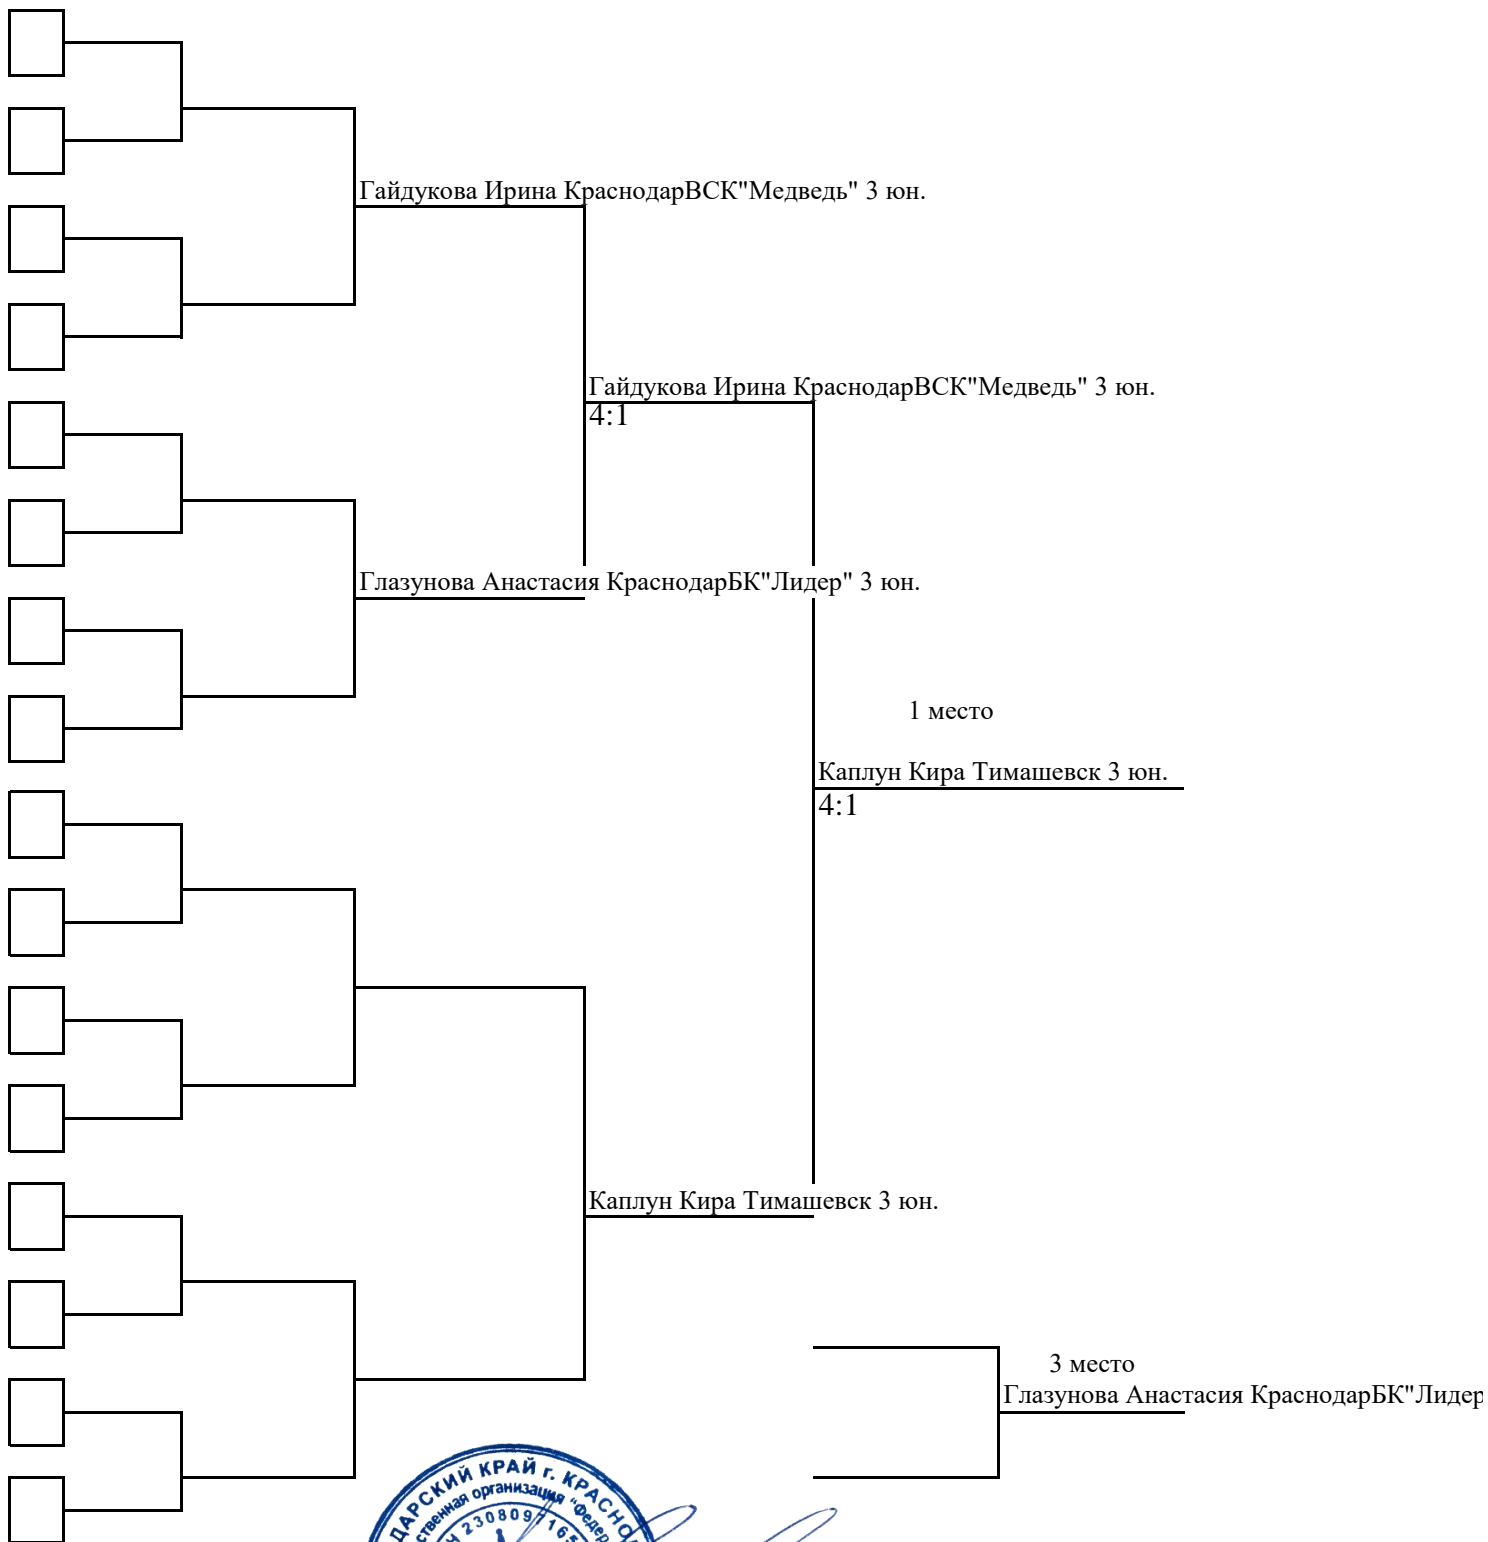 Гайдукова Ирина КраснодарВСК"Медведь" 3 юн.
Гайдукова Ирина КраснодарВСК"Медведь" 3 юн.
4:1
Глазунова Анастасия КраснодарБК"Лидер" 3 юн.
1 место
Каплун Кира Тимашевск 3 юн.
4:1
Каплун Кира Тимашевск 3 юн.
3 место
Глазунова Анастасия КраснодарБК"Лидер
КРАЙ г.
организация